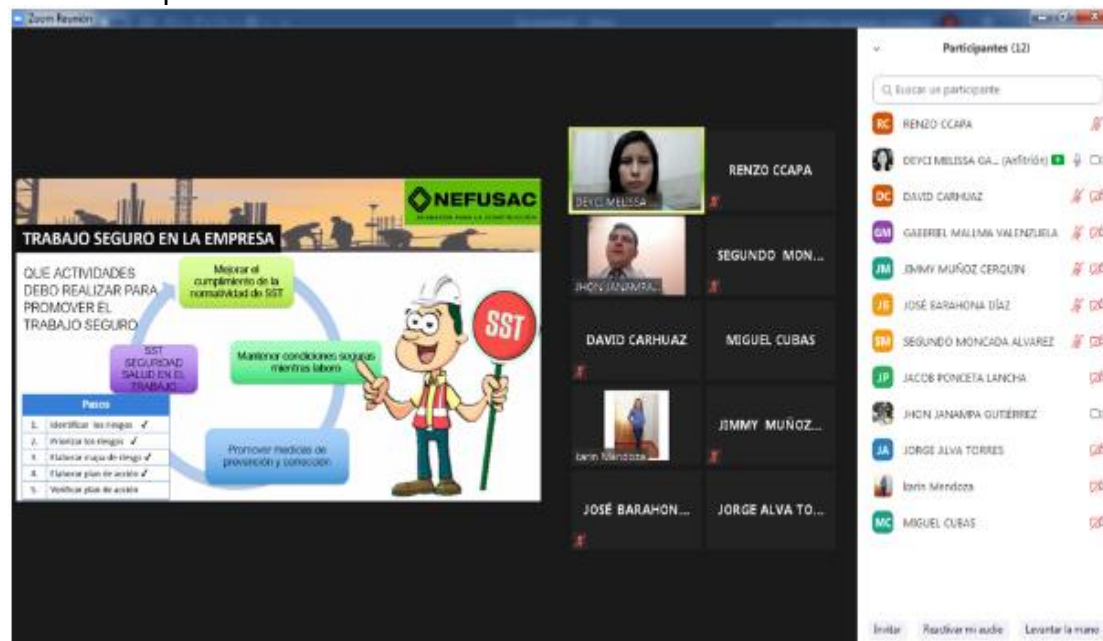 Zoom Reunión
NEFUSAC
TRABAJO SEGURO EN LA EMPRESA
QUE ACTIVIDADES
DEBO REALIZAR PARA
PROMOVER EL
TRABAJO SEGURO
Mejorar el
cumplimiento de la
normatividad de SST
SST
SEGURIDAD
SALUD EN EL
TRABAJO
Mantener condiciones seguras
mientras laboro
Promover medidas de
prevención y corrección
SST
Pasos
1. Identificar los riesgos ✓
2. Priorizar los riesgos ✓
3. Elaborar mapa de riesgo ✓
4. Elaborar plan de acción ✓
5. Verificar plan de acción
DEYCI MELISSA ...
RENZO CCAPA
JHON JANAMPA...
SEGUNDO MON...
DAVID CARHUAZ
MIGUEL CUBAS
karin Mendoza
JIMMY MUÑOZ...
JOSÉ BARAHON...
JORGE ALVA TO...
Participantes (12)
Buscar un participante
RC RENZO CCAPA
DEYCI MELISSA GA... (Anfitrión)
DC DAVID CARHUAZ
GM GABRIEL MALLMA VALENZUELA
JM JIMMY MUÑOZ CERQUIN
JB JOSÉ BARAHONA DÍAZ
SM SEGUNDO MONCADA ALVAREZ
JP JACOB PONCETA LANCHA
JHON JANAMPA GUTIÉRREZ
JA JORGE ALVA TORRES
karin Mendoza
MC MIGUEL CUBAS
Invitar Reactivar mi audio Levantar la mano